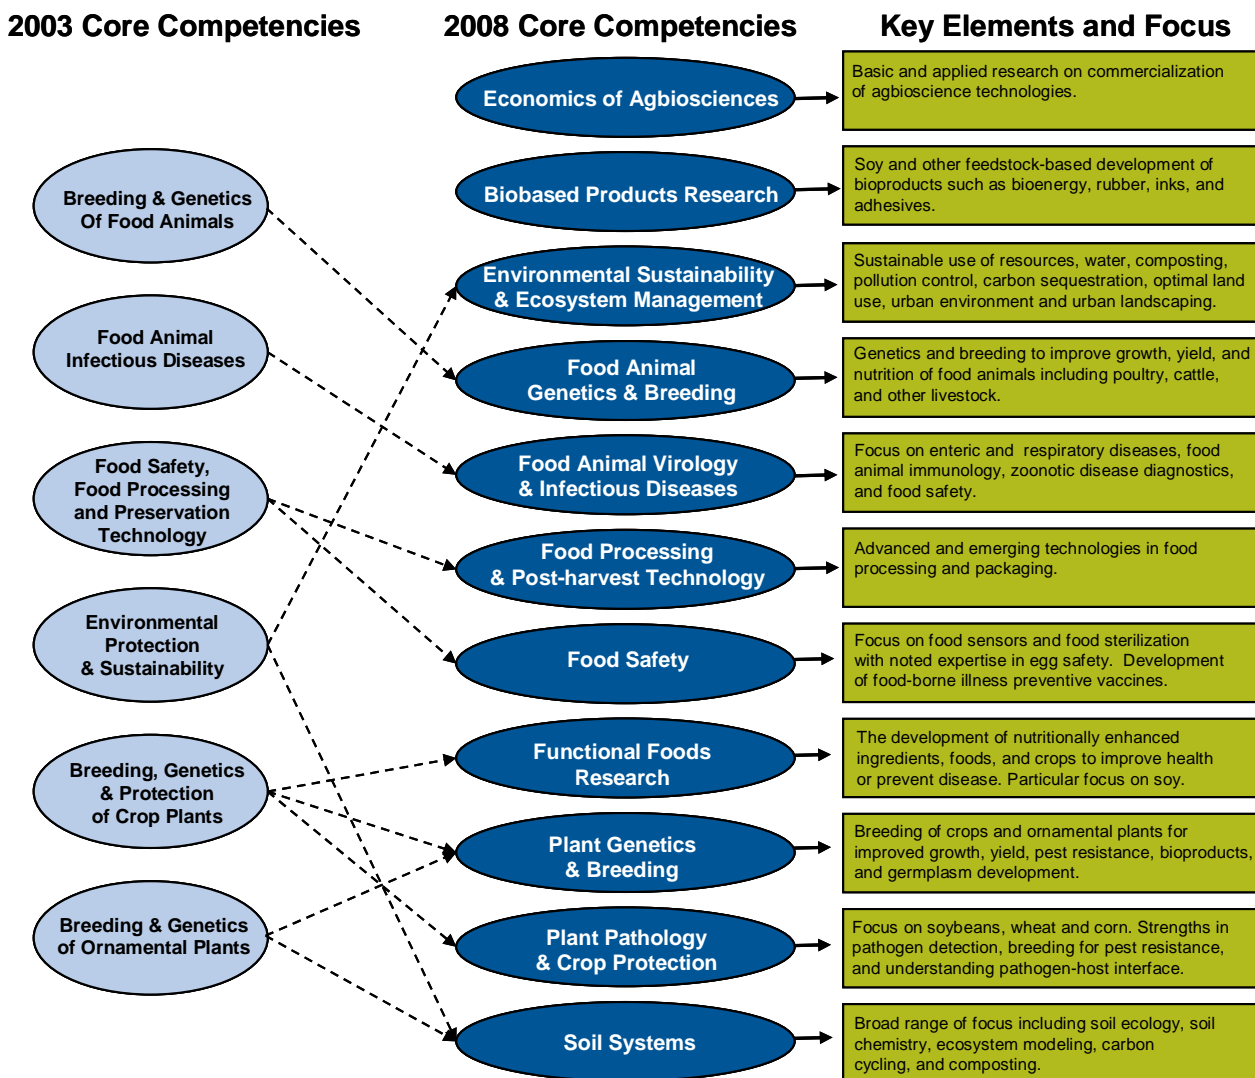 2003 Core Competencies
2008 Core Competencies
Key Elements and Focus
Breeding & Genetics
Of Food Animals
Food Animal
Infectious Diseases
Food Safety,
Food Processing
and Preservation
Technology
Environmental
Protection
& Sustainability
Breeding, Genetics
& Protection
of Crop Plants
Breeding & Genetics
of Ornamental Plants
Economics of Agbiosciences
Basic and applied research on commercialization
of agbioscience technologies.
Biobased Products Research
Soy and other feedstock-based development of
bioproducts such as bioenergy, rubber, inks, and
adhesives.
Environmental Sustainability
& Ecosystem Management
Sustainable use of resources, water, composting,
pollution control, carbon sequestration, optimal land
use, urban environment and urban landscaping.
Food Animal
Genetics & Breeding
Genetics and breeding to improve growth, yield, and
nutrition of food animals including poultry, cattle,
and other livestock.
Food Animal Virology
& Infectious Diseases
Focus on enteric and respiratory diseases, food
animal immunology, zoonotic disease diagnostics,
and food safety.
Food Processing
& Post-harvest Technology
Advanced and emerging technologies in food
processing and packaging.
Food Safety
Focus on food sensors and food sterilization
with noted expertise in egg safety. Development
of food-borne illness preventive vaccines.
Functional Foods
Research
The development of nutritionally enhanced
ingredients, foods, and crops to improve health
or prevent disease. Particular focus on soy.
Plant Genetics
& Breeding
Breeding of crops and ornamental plants for
improved growth, yield, pest resistance, bioproducts,
and germplasm development.
Plant Pathology
& Crop Protection
Focus on soybeans, wheat and corn. Strengths in
pathogen detection, breeding for pest resistance,
and understanding pathogen-host interface.
Soil Systems
Broad range of focus including soil ecology, soil
chemistry, ecosystem modeling, carbon
cycling, and composting.